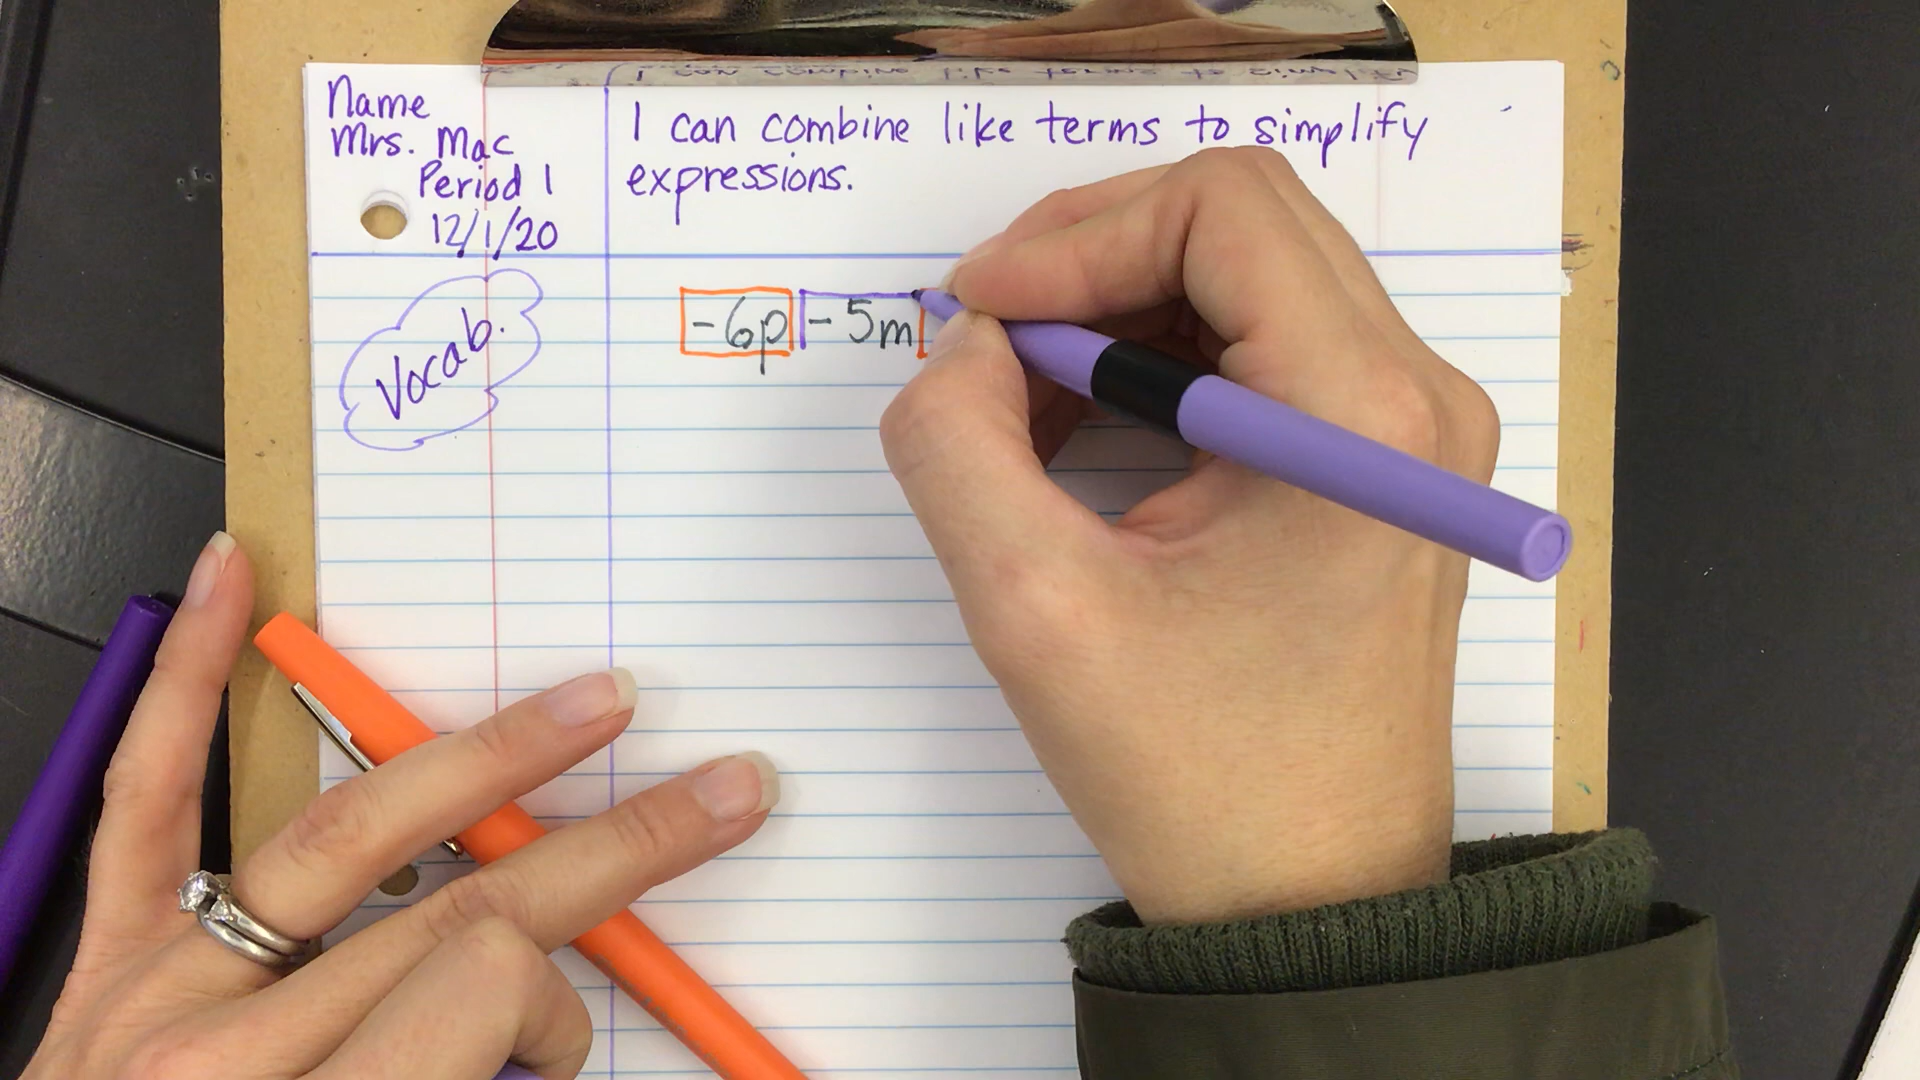 Name
Mrs. Mac
Period 1
12/1/20
I can combine like terms to simplify
expressions.
Vocab.
-6p - 5m